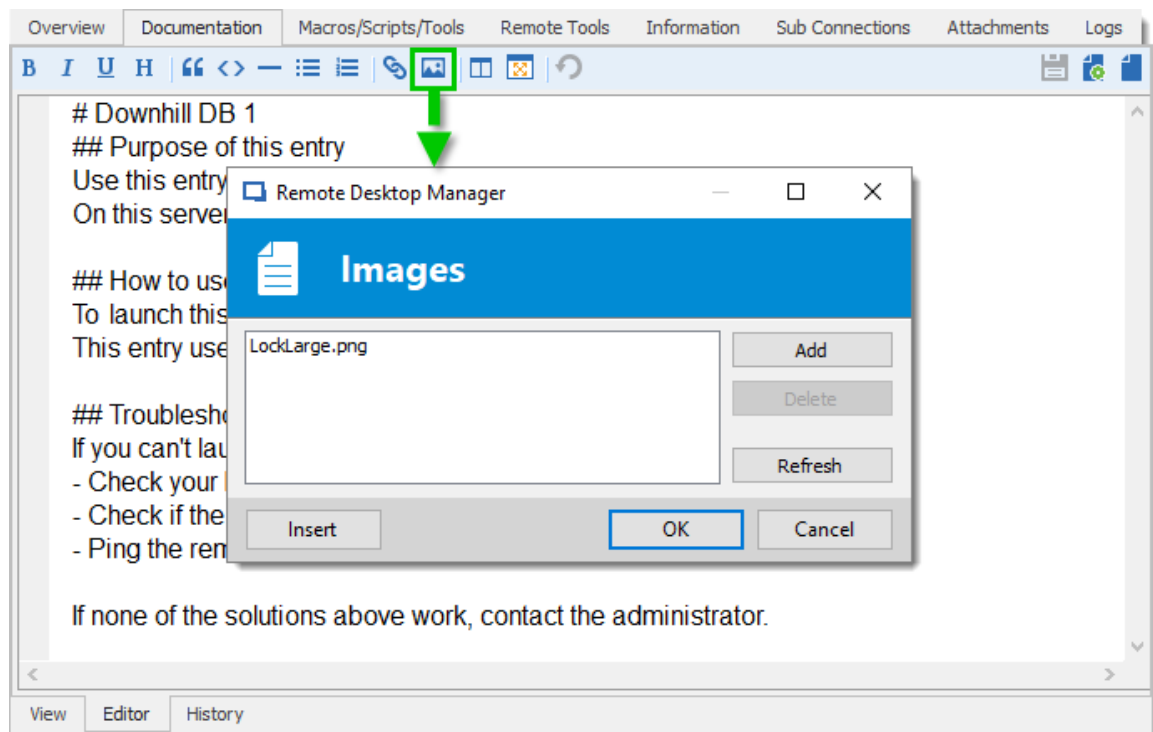 Overview Documentation Macros/Scripts/Tools Remote Tools Information Sub Connections Attachments Logs
B I U H
# Downhill DB 1
## Purpose of this entry
Use this entry
On this server
## How to use
To launch this
This entry use
## Troublesho
If you can't lau
- Check your
- Check if the
- Ping the rem
If none of the solutions above work, contact the administrator.
Remote Desktop Manager
Images
LockLarge.png
Add
Delete
Refresh
Insert OK Cancel
View Editor History